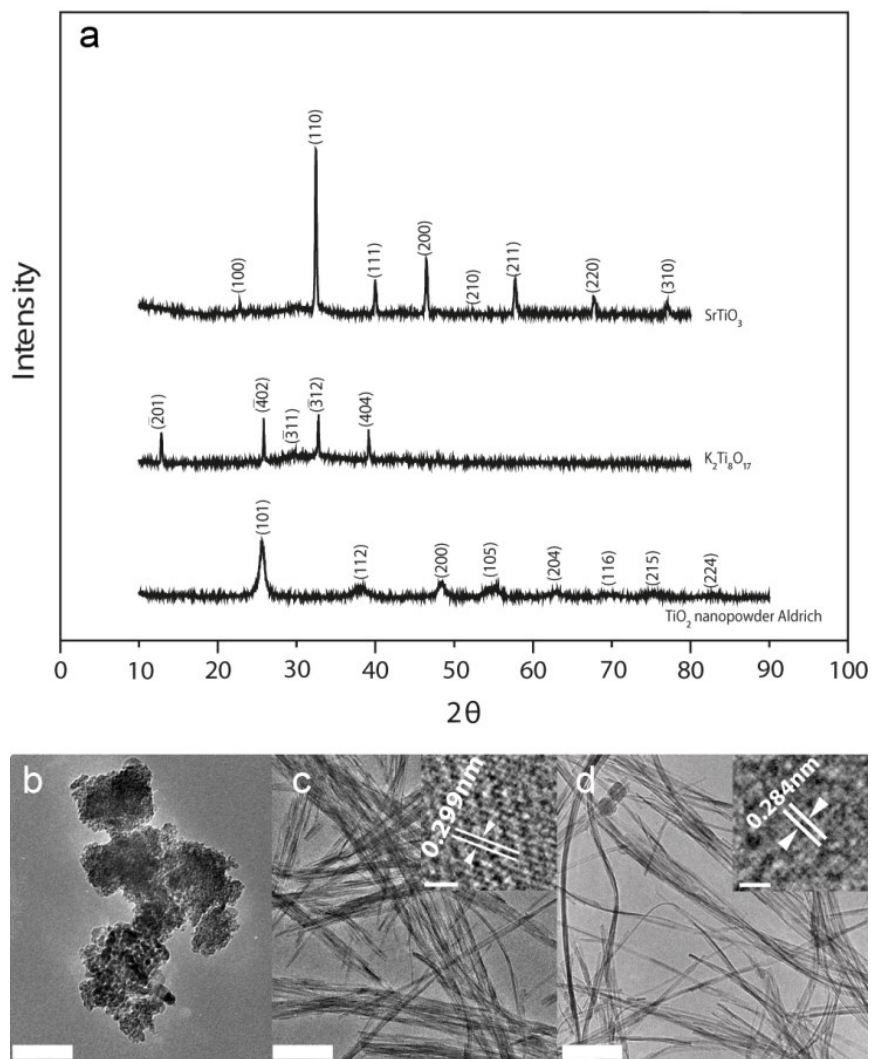 a
Intensity
(100)
(110)
(111)
(200)
(210)
(211)
(220)
(310)
SrTiO₃
(201)
(402)
(311)
(312)
(404)
K₂Ti₈O₁₇
(101)
(112)
(200)
(105)
(204)
(116)
(215)
(224)
TiO₂ nanopowder Aldrich
0 10 20 30 40 50 60 70 80 90 100
2θ
b
c
0.299nm
d
0.284nm